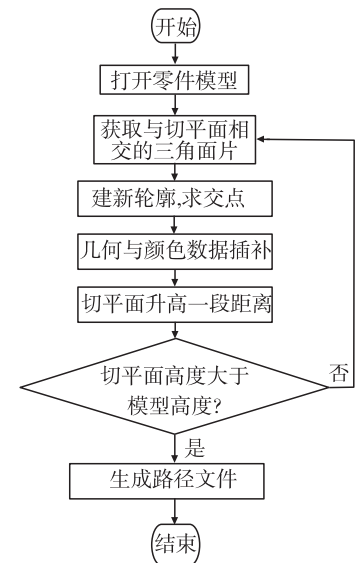 开始
打开零件模型
获取与切平面相
交的三角面片
建新轮廓,求交点
几何与颜色数据插补
切平面升高一段距离
切平面高度大于
模型高度?
否
是
生成路径文件
结束